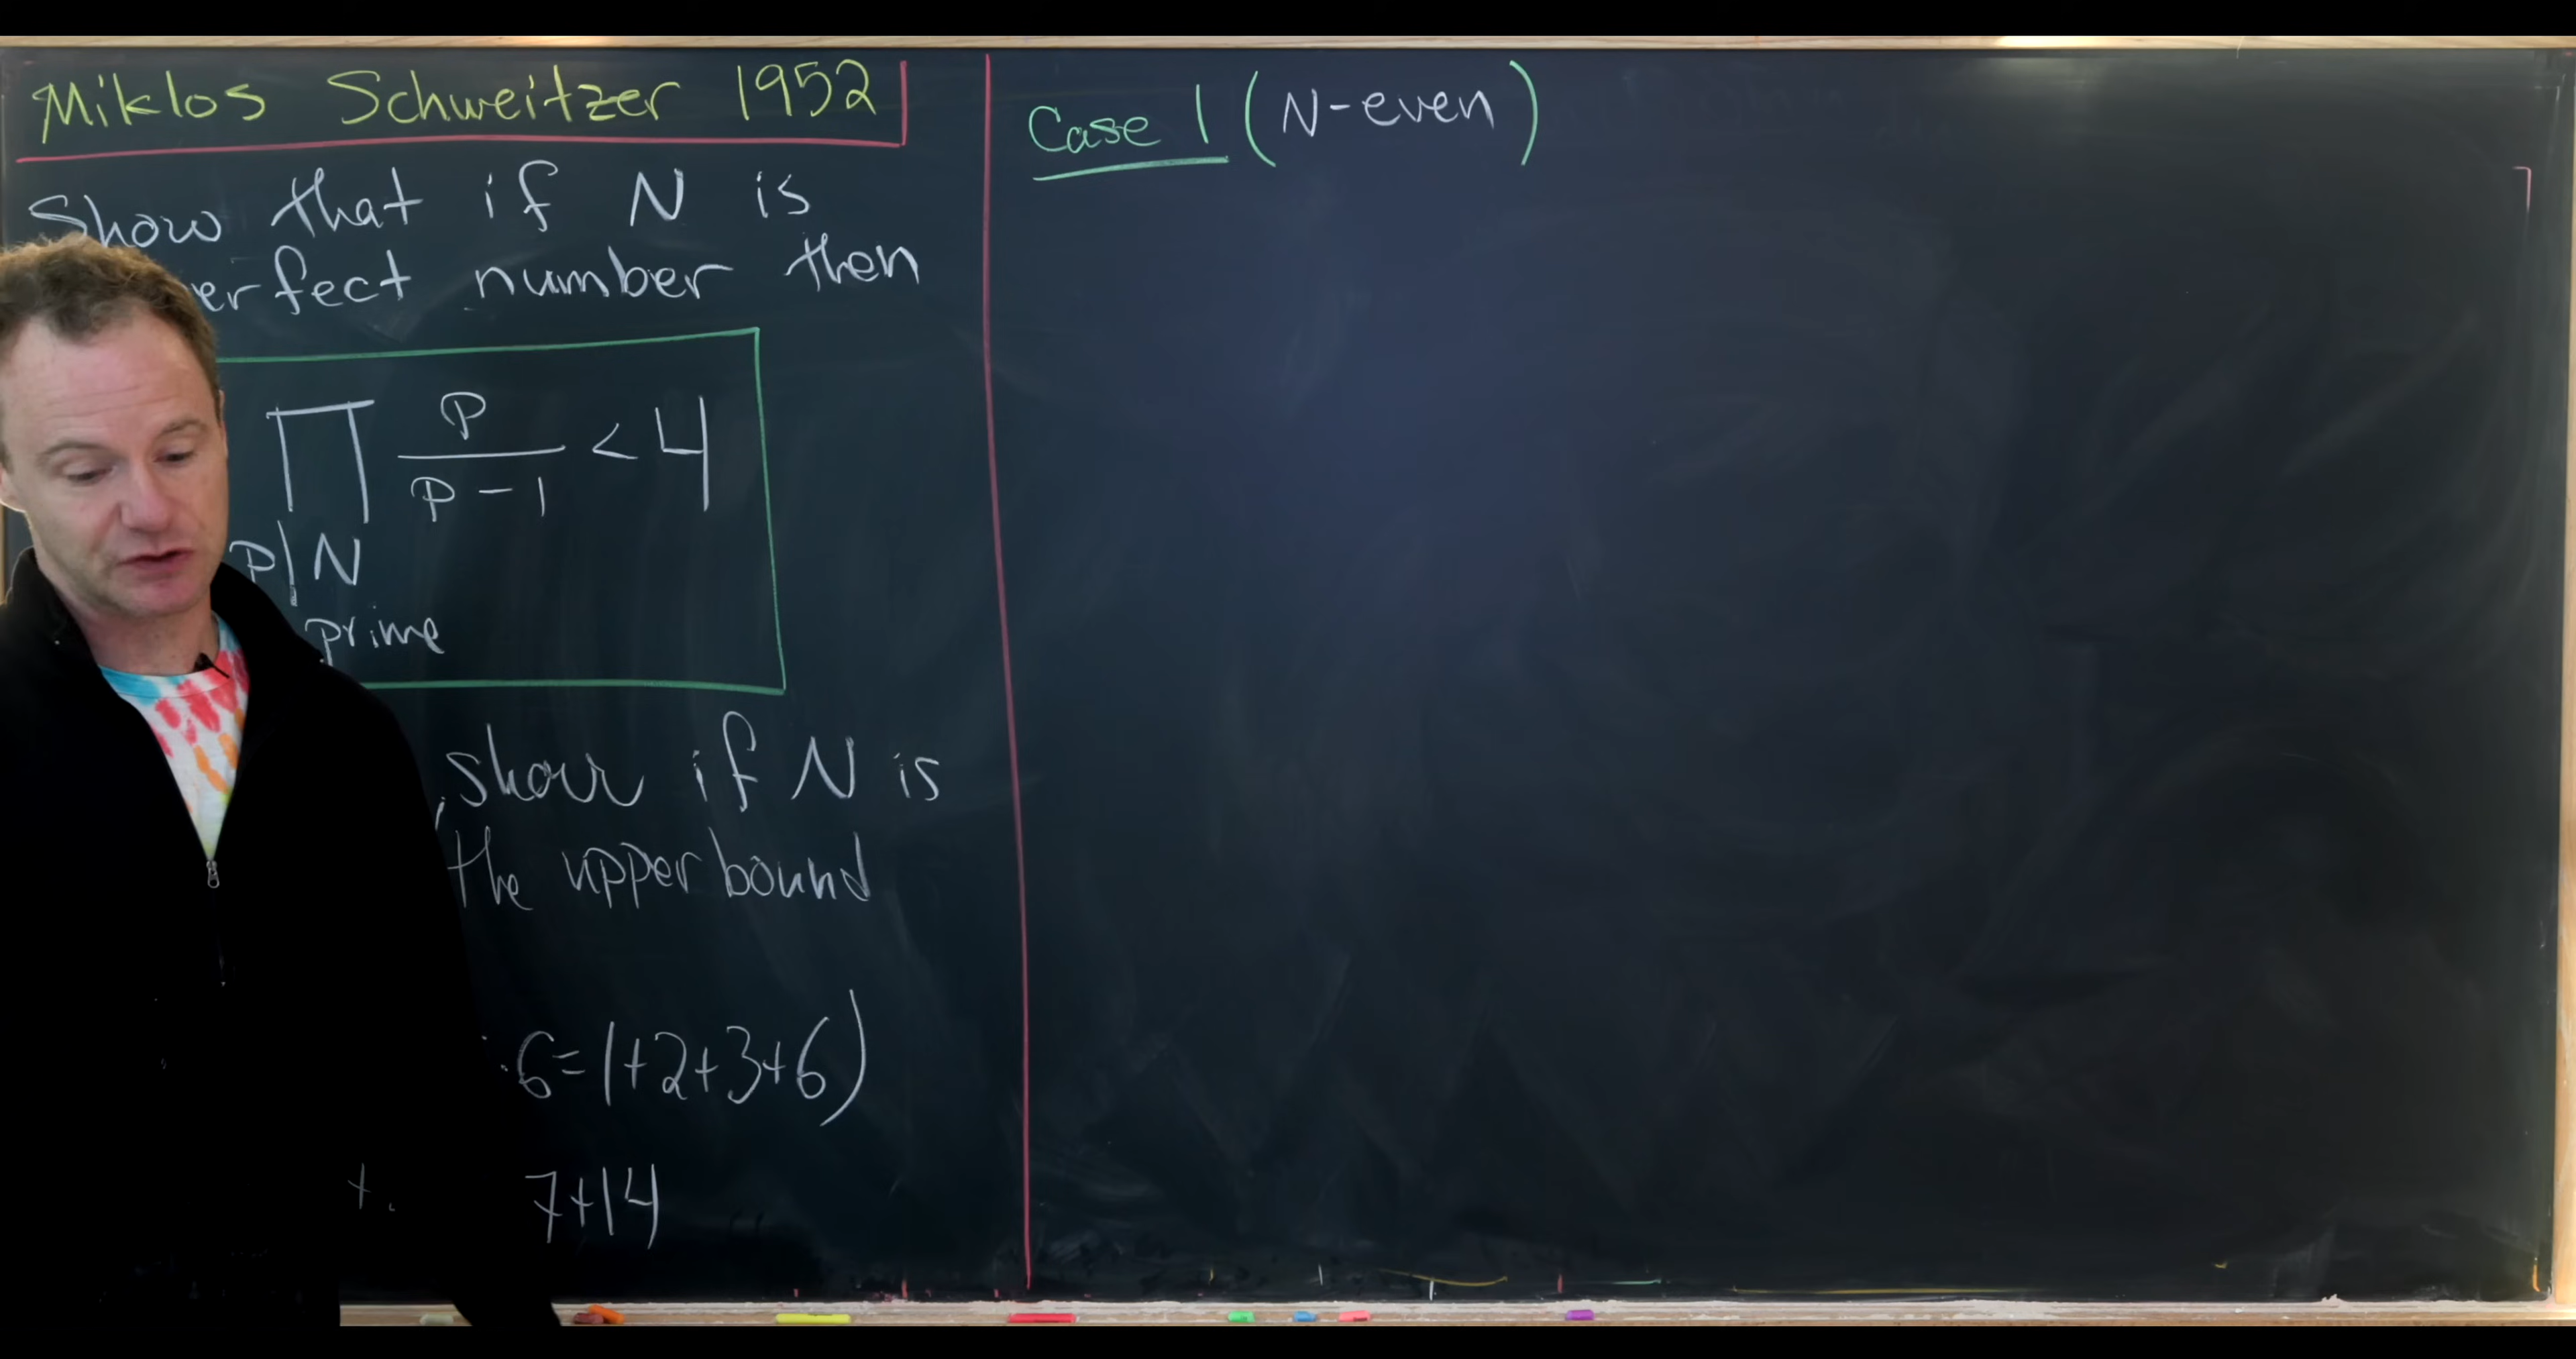 Miklos Schweitzer 1952
Show that if N is
erfect number then
∏ P/(P-1) < 4
P|N
prime
, show if N is
the upper bound
·6=1+2+3+6)
+
7+14
Case 1 (N-even)